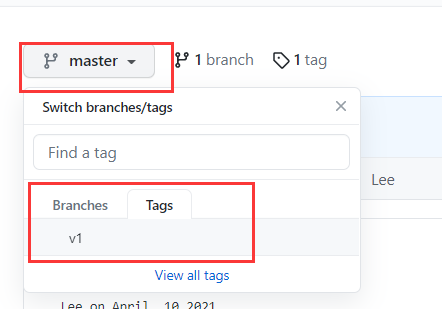 master 1 branch 1 tag
Switch branches/tags
Find a tag
Lee
Branches Tags
v1
View all tags
Lee on April, 10 2021